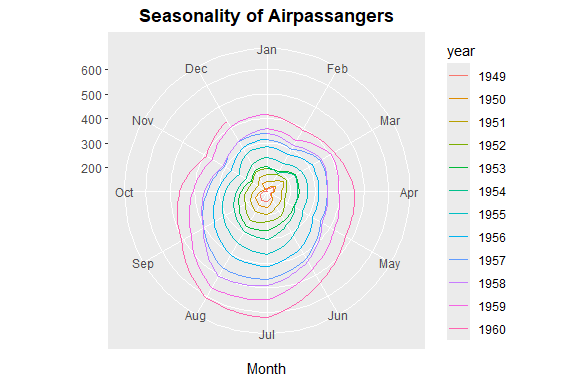 Seasonality of Airpassangers
Jan
Dec Feb
Nov Mar
Oct Apr
Sep May
Aug Jun
Jul
600
500
400
300
200
Month
year
1949
1950
1951
1952
1953
1954
1955
1956
1957
1958
1959
1960